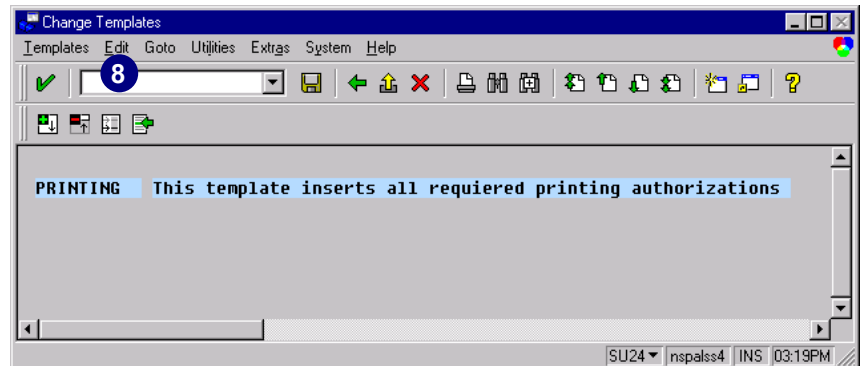 Change Templates
Templates Edit Goto Utilities Extras System Help
8
PRINTING This template inserts all requiered printing authorizations
SU24 nspalss4 INS 03:19PM